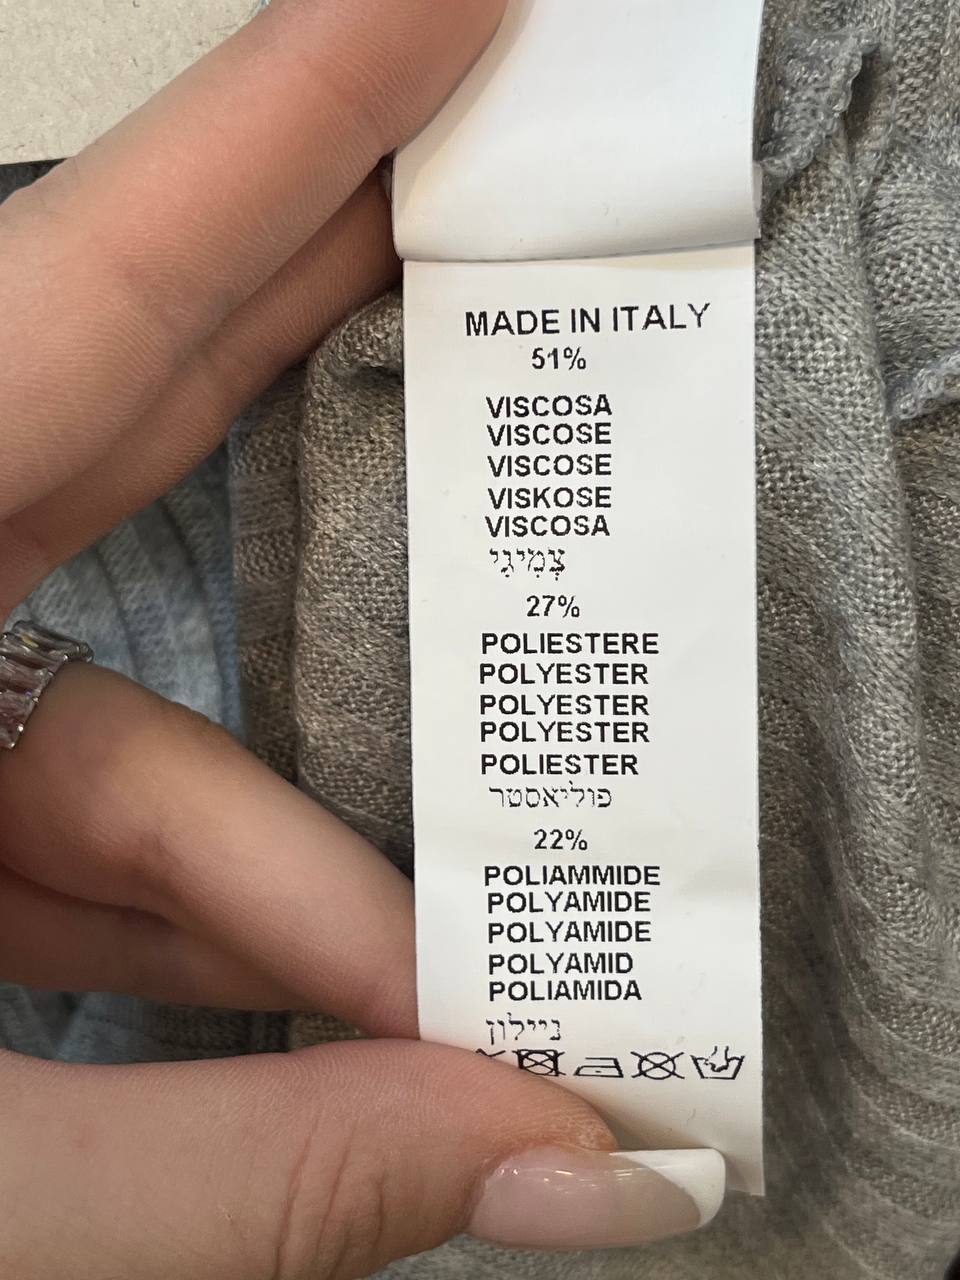 MADE IN ITALY
51%
VISCOSA
VISCOSE
VISCOSE
VISKOSE
VISCOSA
צְמִיגִי
27%
POLIESTERE
POLYESTER
POLYESTER
POLYESTER
POLIESTER
פוליאסטר
22%
POLIAMMIDE
POLYAMIDE
POLYAMIDE
POLYAMID
POLIAMIDA
ניילון